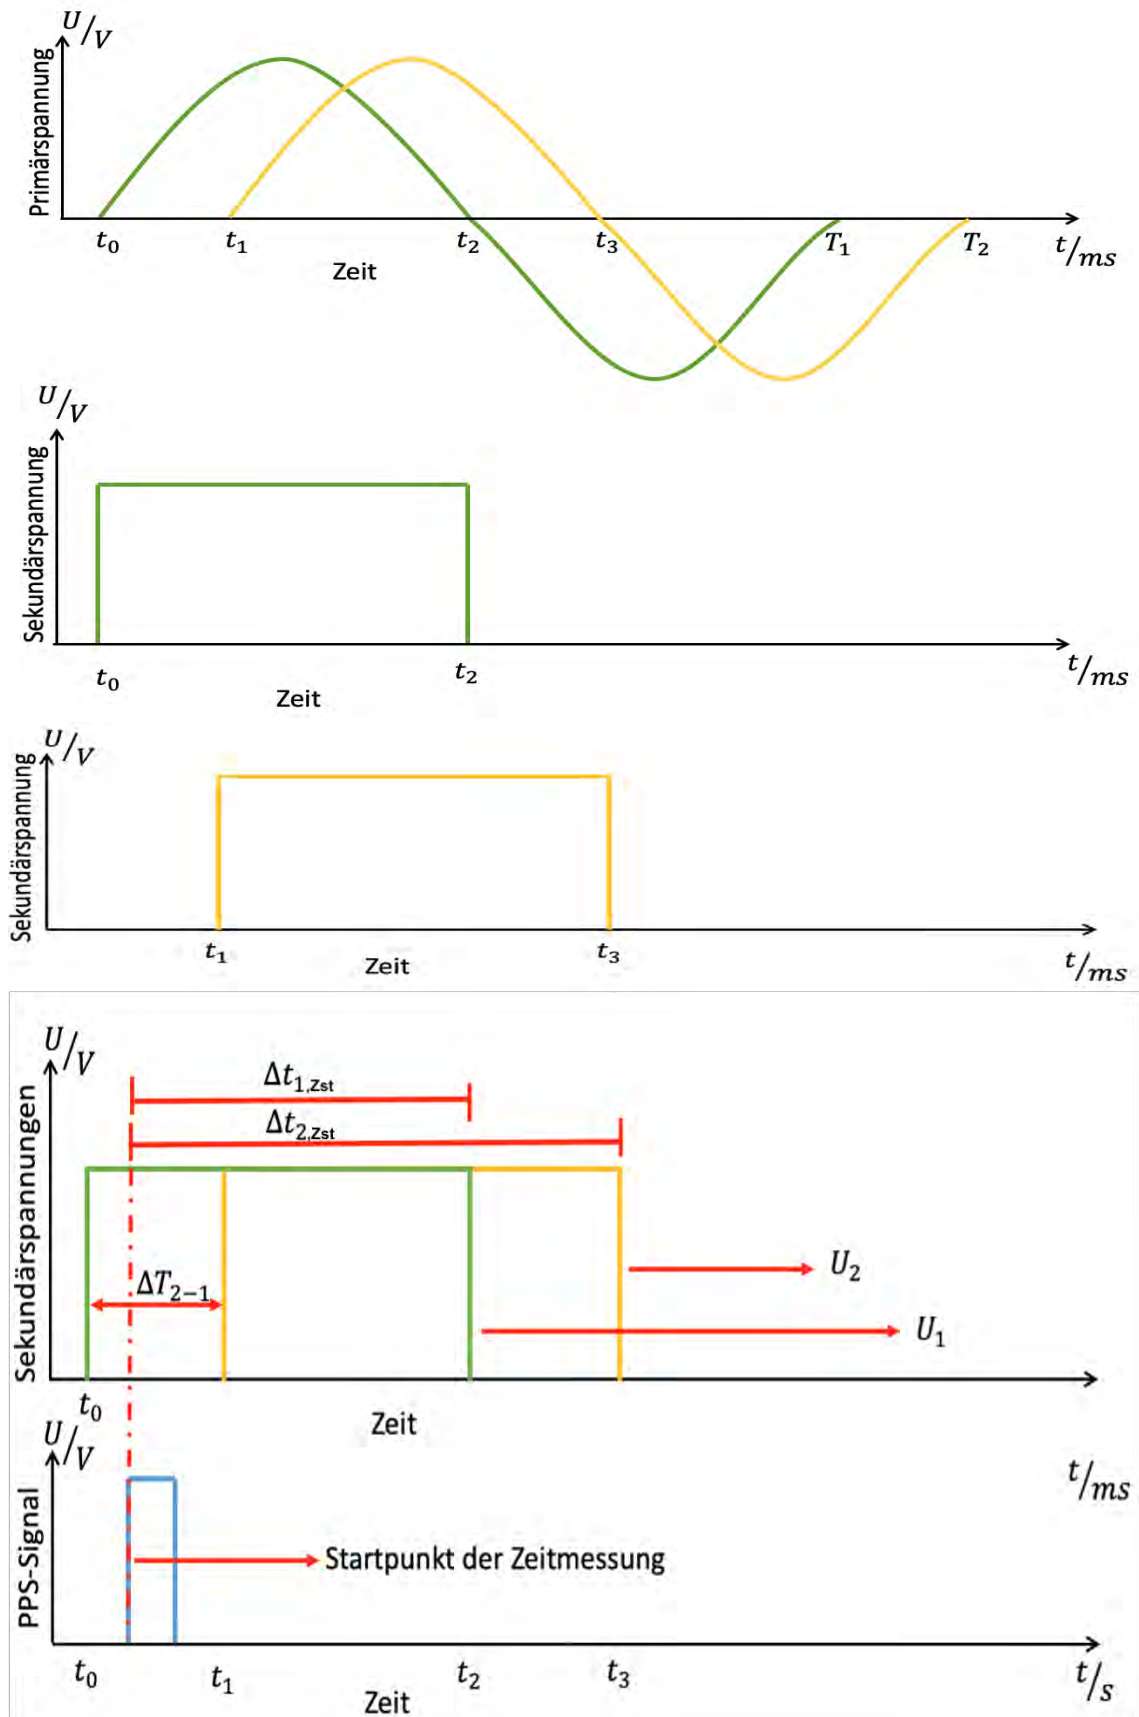 U/V
Primärspannung
t0 t1 t2 t3 T1 T2 t/ms
Zeit
U/V
Sekundärspannung
t0 t2 t/ms
Zeit
U/V
Sekundärspannung
t1 t3 t/ms
Zeit
U/V
Sekundärspannungen
Δt1,Zst
Δt2,Zst
ΔT2−1
U2
U1
t0
Zeit
t/ms
U/V
PPS-Signal
Startpunkt der Zeitmessung
t0 t1 t2 t3 t/s
Zeit